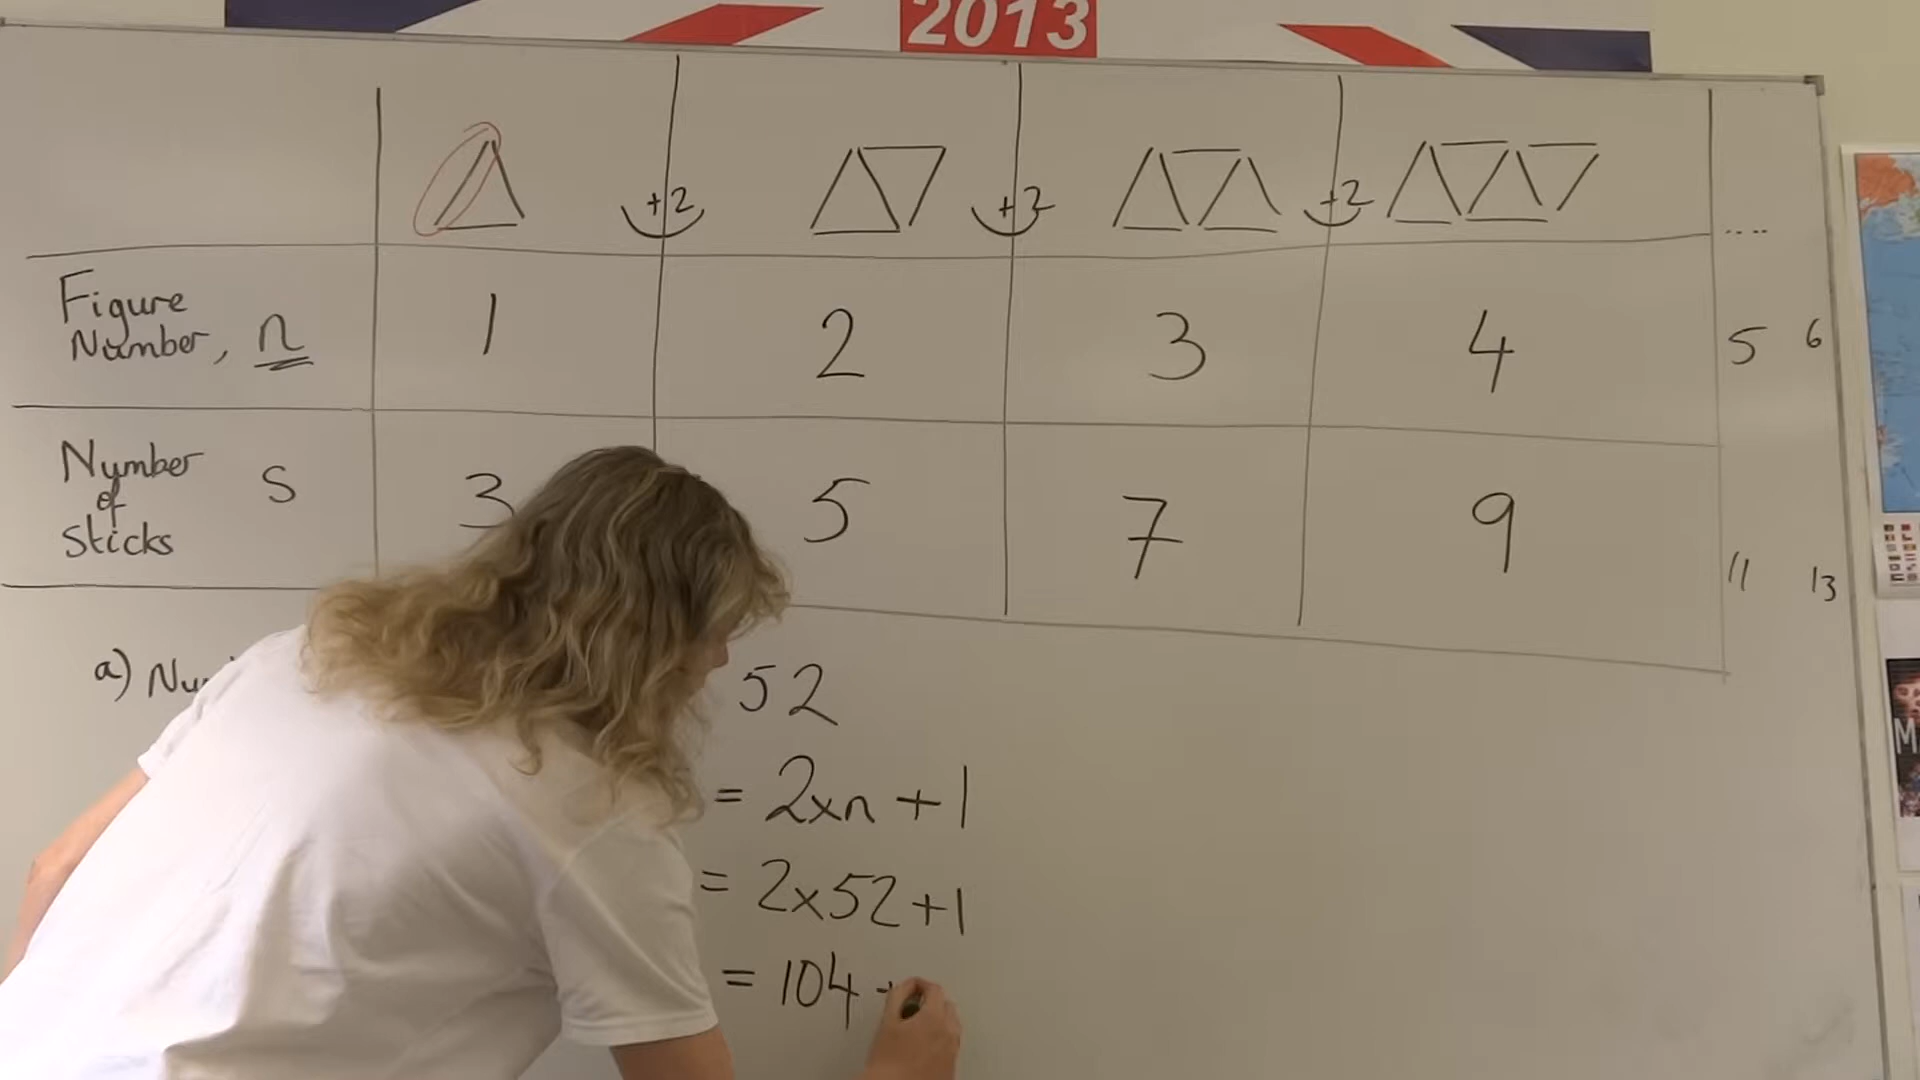 2013
+2 +2 +2 ....
Figure
Number, n 1 2 3 4 5 6
Number
of
Sticks S 3 5 7 9 11 13
a) 52
= 2xn + 1
= 2x52+1
= 104
M